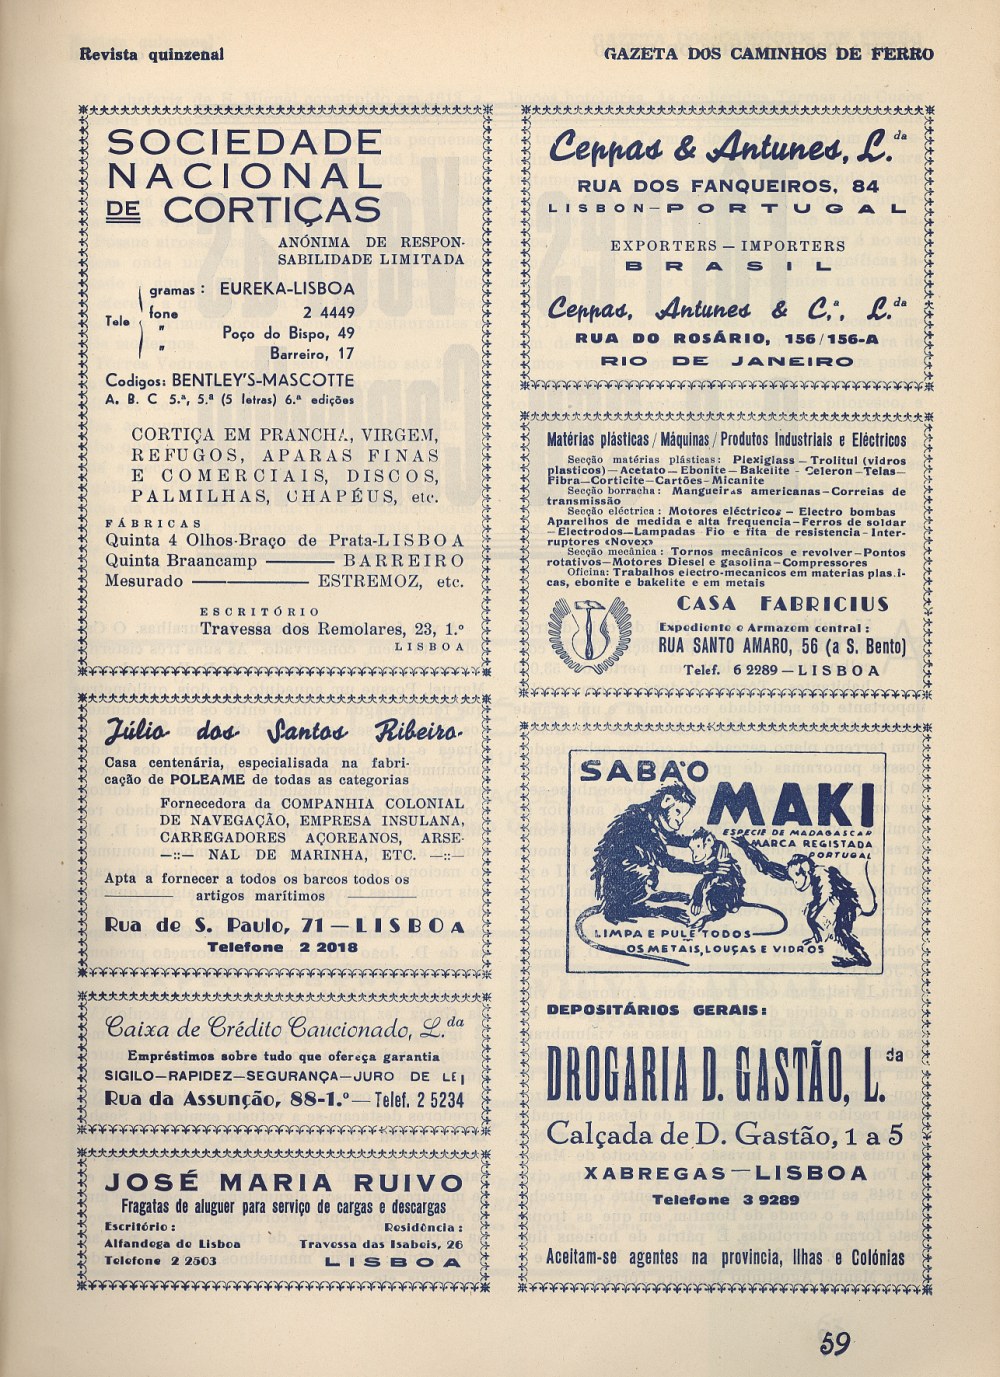 Revista quinzenal
GAZETA DOS CAMINHOS DE FERRO
SOCIEDADE
NACIONAL
DE CORTIÇAS
ANÓNIMA DE RESPON-
SABILIDADE LIMITADA
Tele
gramas : EUREKA-LISBOA
fone 2 4449
" Poço do Bispo, 49
" Barreiro, 17
Codigos: BENTLEY'S-MASCOTTE
A. B. C 5.ª, 5.ª (5 letras) 6.ª edições
CORTIÇA EM PRANCHA, VIRGEM,
REFUGOS, APARAS FINAS
E COMERCIAIS, DISCOS,
PALMILHAS, CHAPÉUS, etc.
FÁBRICAS
Quinta 4 Olhos-Braço de Prata-LISBOA
Quinta Braancamp — BARREIRO
Mesurado — ESTREMOZ, etc.
ESCRITÓRIO
Travessa dos Remolares, 23, 1.º
LISBOA
Júlio dos Santos Ribeiro
Casa centenária, especialisada na fabri-
cação de POLEAME de todas as categorias
Fornecedora da COMPANHIA COLONIAL
DE NAVEGAÇÃO, EMPRESA INSULANA,
CARREGADORES AÇOREANOS, ARSE-
—::— NAL DE MARINHA, ETC. —::—
Apta a fornecer a todos os barcos todos os
artigos marítimos
Rua de S. Paulo, 71 — LISBOA
Telefone 2 2018
Caixa de Crédito Caucionado, L.da
Empréstimos sobre tudo que ofereça garantia
SIGILO—RAPIDEZ—SEGURANÇA—JURO DE LEI
Rua da Assunção, 88-1.º — Telef. 2 5234
JOSÉ MARIA RUIVO
Fragatas de aluguer para serviço de cargas e descargas
Escritório : Residência :
Alfandega de Lisboa Travessa das Isabeis, 26
Telefone 2 2503 LISBOA
Ceppas & Antunes, L.da
RUA DOS FANQUEIROS, 84
LISBON — PORTUGAL
EXPORTERS — IMPORTERS
BRASIL
Ceppas, Antunes & C.ª, L.da
RUA DO ROSÁRIO, 156/156-A
RIO DE JANEIRO
Matérias plásticas / Máquinas / Produtos Industriais e Eléctricos
Secção matérias plásticas: Plexiglass — Trolitul (vidros
plasticos) — Acetato — Ebonite — Bakelite - Celeron -Telas-
Fibra—Corticite—Cartões—Micanite
Secção borracha: Mangueiras americanas—Correias de
transmissão
Secção eléctrica: Motores eléctricos — Electro bombas
Aparelhos de medida e alta frequencia—Ferros de soldar
—Electrodos—Lampadas Fio e fita de resistencia-Inter-
ruptores «Novex»
Secção mecânica: Tornos mecânicos e revolver—Pontos
rotativos—Motores Diesel e gasolina—Compressores
Oficina: Trabalhos electro-mecanicos em materias plasti-
cas, ebonite e bakelite e em metais
CASA FABRICIUS
Expediente e Armazem central :
RUA SANTO AMARO, 56 (a S. Bento)
Telef. 6 2289 — LISBOA
SABÃO
MAKI
ESPECIE DE MADAGASCAR
MARCA REGISTADA
PORTUGAL
LIMPA E PULE TODOS
OS METAIS, LOUÇAS E VIDROS
DEPOSITÁRIOS GERAIS:
DROGARIA D. GASTÃO, L.da
Calçada de D. Gastão, 1 a 5
XABREGAS — LISBOA
Telefone 3 9289
Aceitam-se agentes na provincia, Ilhas e Colónias
59